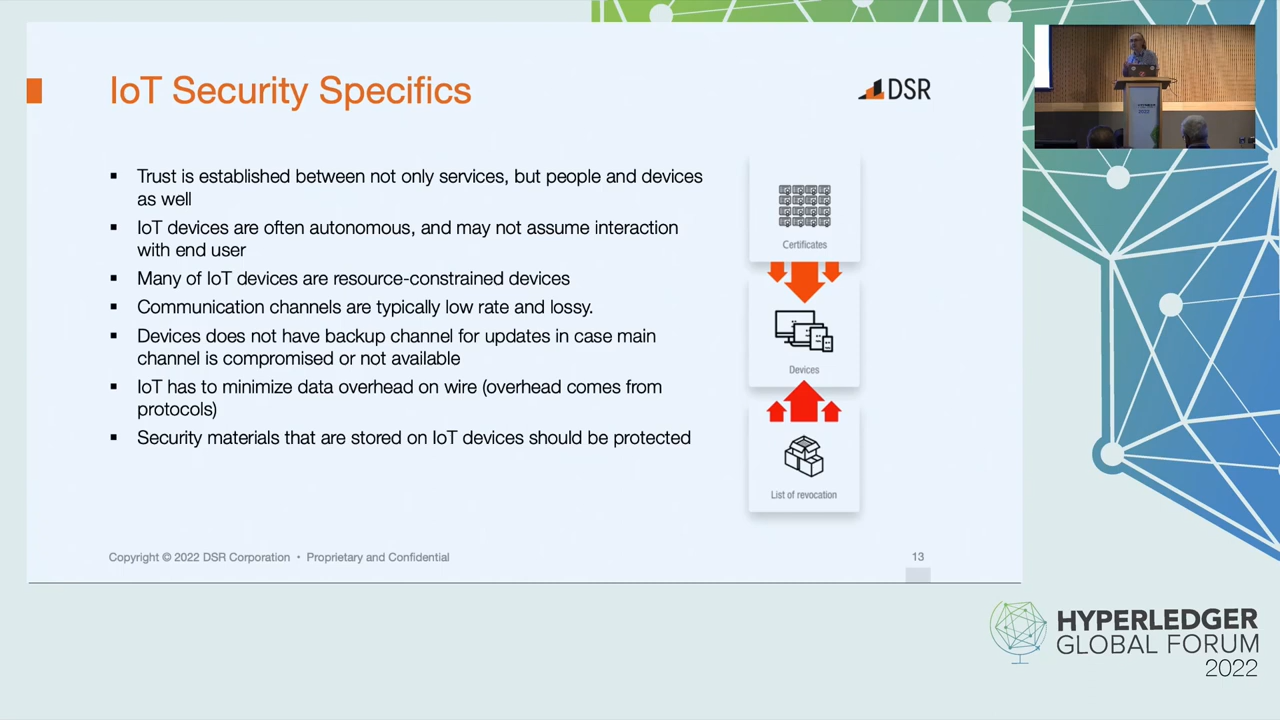 IoT Security Specifics
DSR
Trust is established between not only services, but people and devices
as well
IoT devices are often autonomous, and may not assume interaction
with end user
Many of IoT devices are resource-constrained devices
Communication channels are typically low rate and lossy.
Devices does not have backup channel for updates in case main
channel is compromised or not available
IoT has to minimize data overhead on wire (overhead comes from
protocols)
Security materials that are stored on IoT devices should be protected
Certificates
Devices
List of revocation
Copyright © 2022 DSR Corporation • Proprietary and Confidential
13
HYPERLEDGER
GLOBAL FORUM
2022